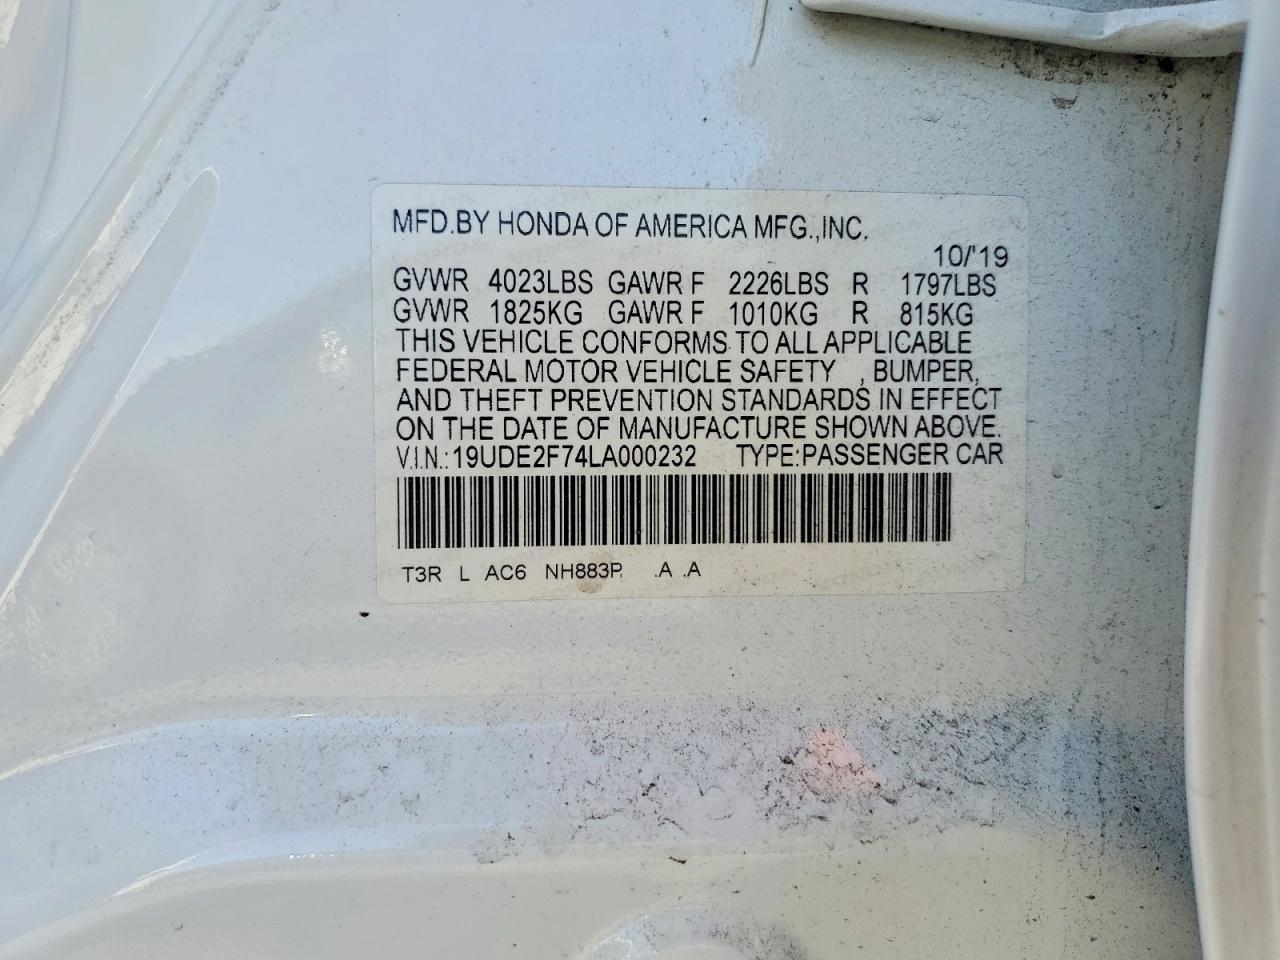 MFD.BY HONDA OF AMERICA MFG.,INC.
10/'19
GVWR 4023LBS GAWR F 2226LBS R 1797LBS
GVWR 1825KG GAWR F 1010KG R 815KG
THIS VEHICLE CONFORMS TO ALL APPLICABLE
FEDERAL MOTOR VEHICLE SAFETY , BUMPER,
AND THEFT PREVENTION STANDARDS IN EFFECT
ON THE DATE OF MANUFACTURE SHOWN ABOVE.
V.I.N.:19UDE2F74LA000232 TYPE:PASSENGER CAR
T3R L AC6 NH883P. .A .A